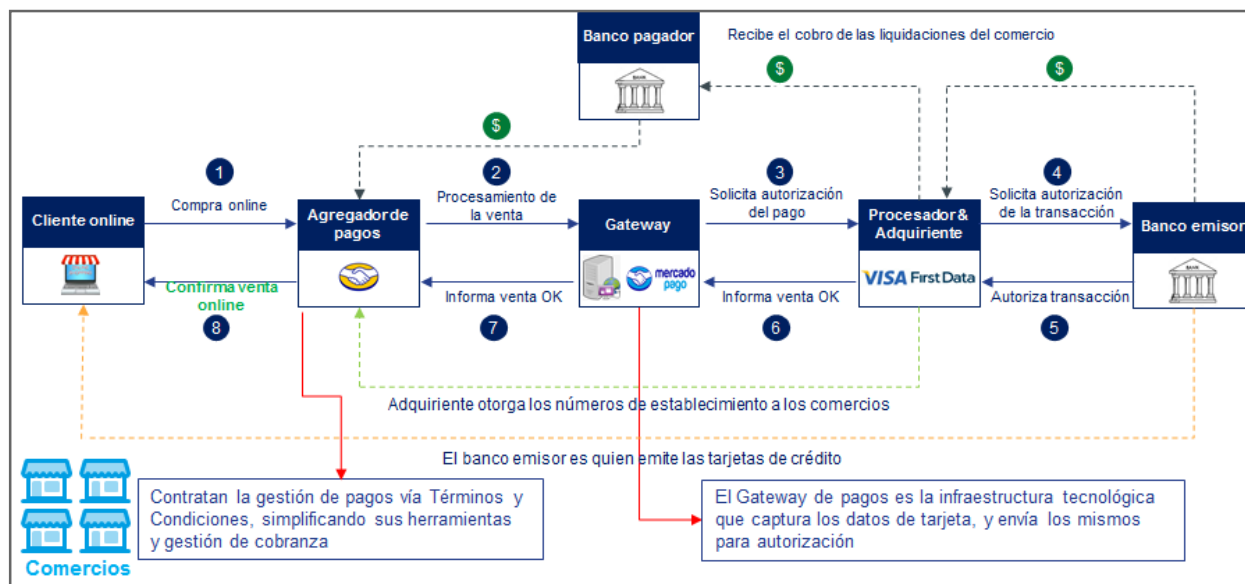 Banco pagador
Recibe el cobro de las liquidaciones del comercio
BANK
$
$
$
1
2
3
4
Cliente online
Compra online
Agregador de
pagos
Procesamiento de
la venta
Gateway
Solicita autorización
del pago
Procesador &
Adquiriente
Solicita autorización
de la transacción
Banco emisor
mercado
pago
VISA First Data
BANK
Confirma venta
online
Informa venta OK
Informa venta OK
Autoriza transacción
8
7
6
5
Adquiriente otorga los números de establecimiento a los comercios
El banco emisor es quien emite las tarjetas de crédito
Contratan la gestión de pagos vía Términos y
Condiciones, simplificando sus herramientas
y gestión de cobranza
El Gateway de pagos es la infraestructura tecnológica
que captura los datos de tarjeta, y envía los mismos
para autorización
Comercios